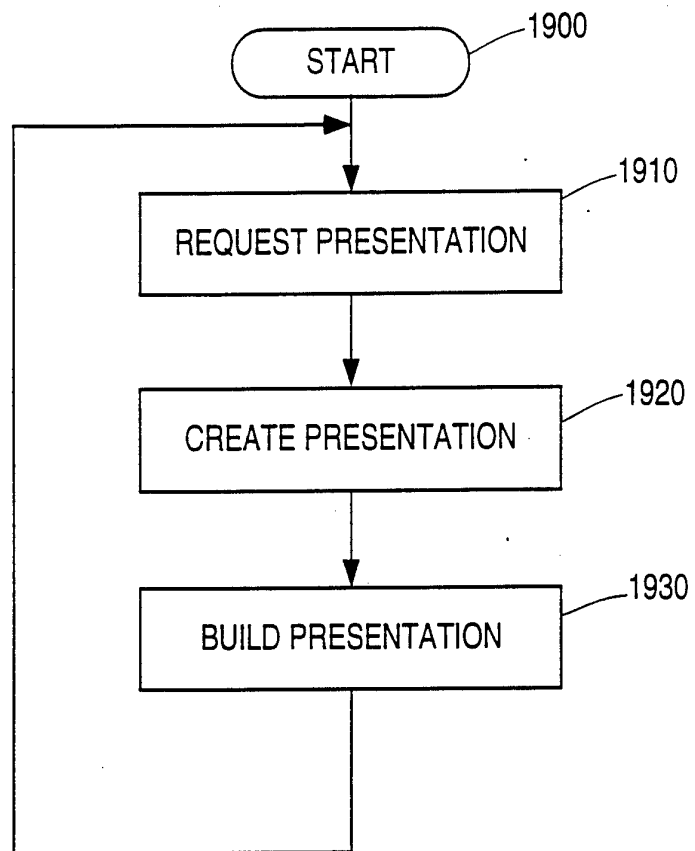 START
1900
REQUEST PRESENTATION
1910
CREATE PRESENTATION
1920
BUILD PRESENTATION
1930